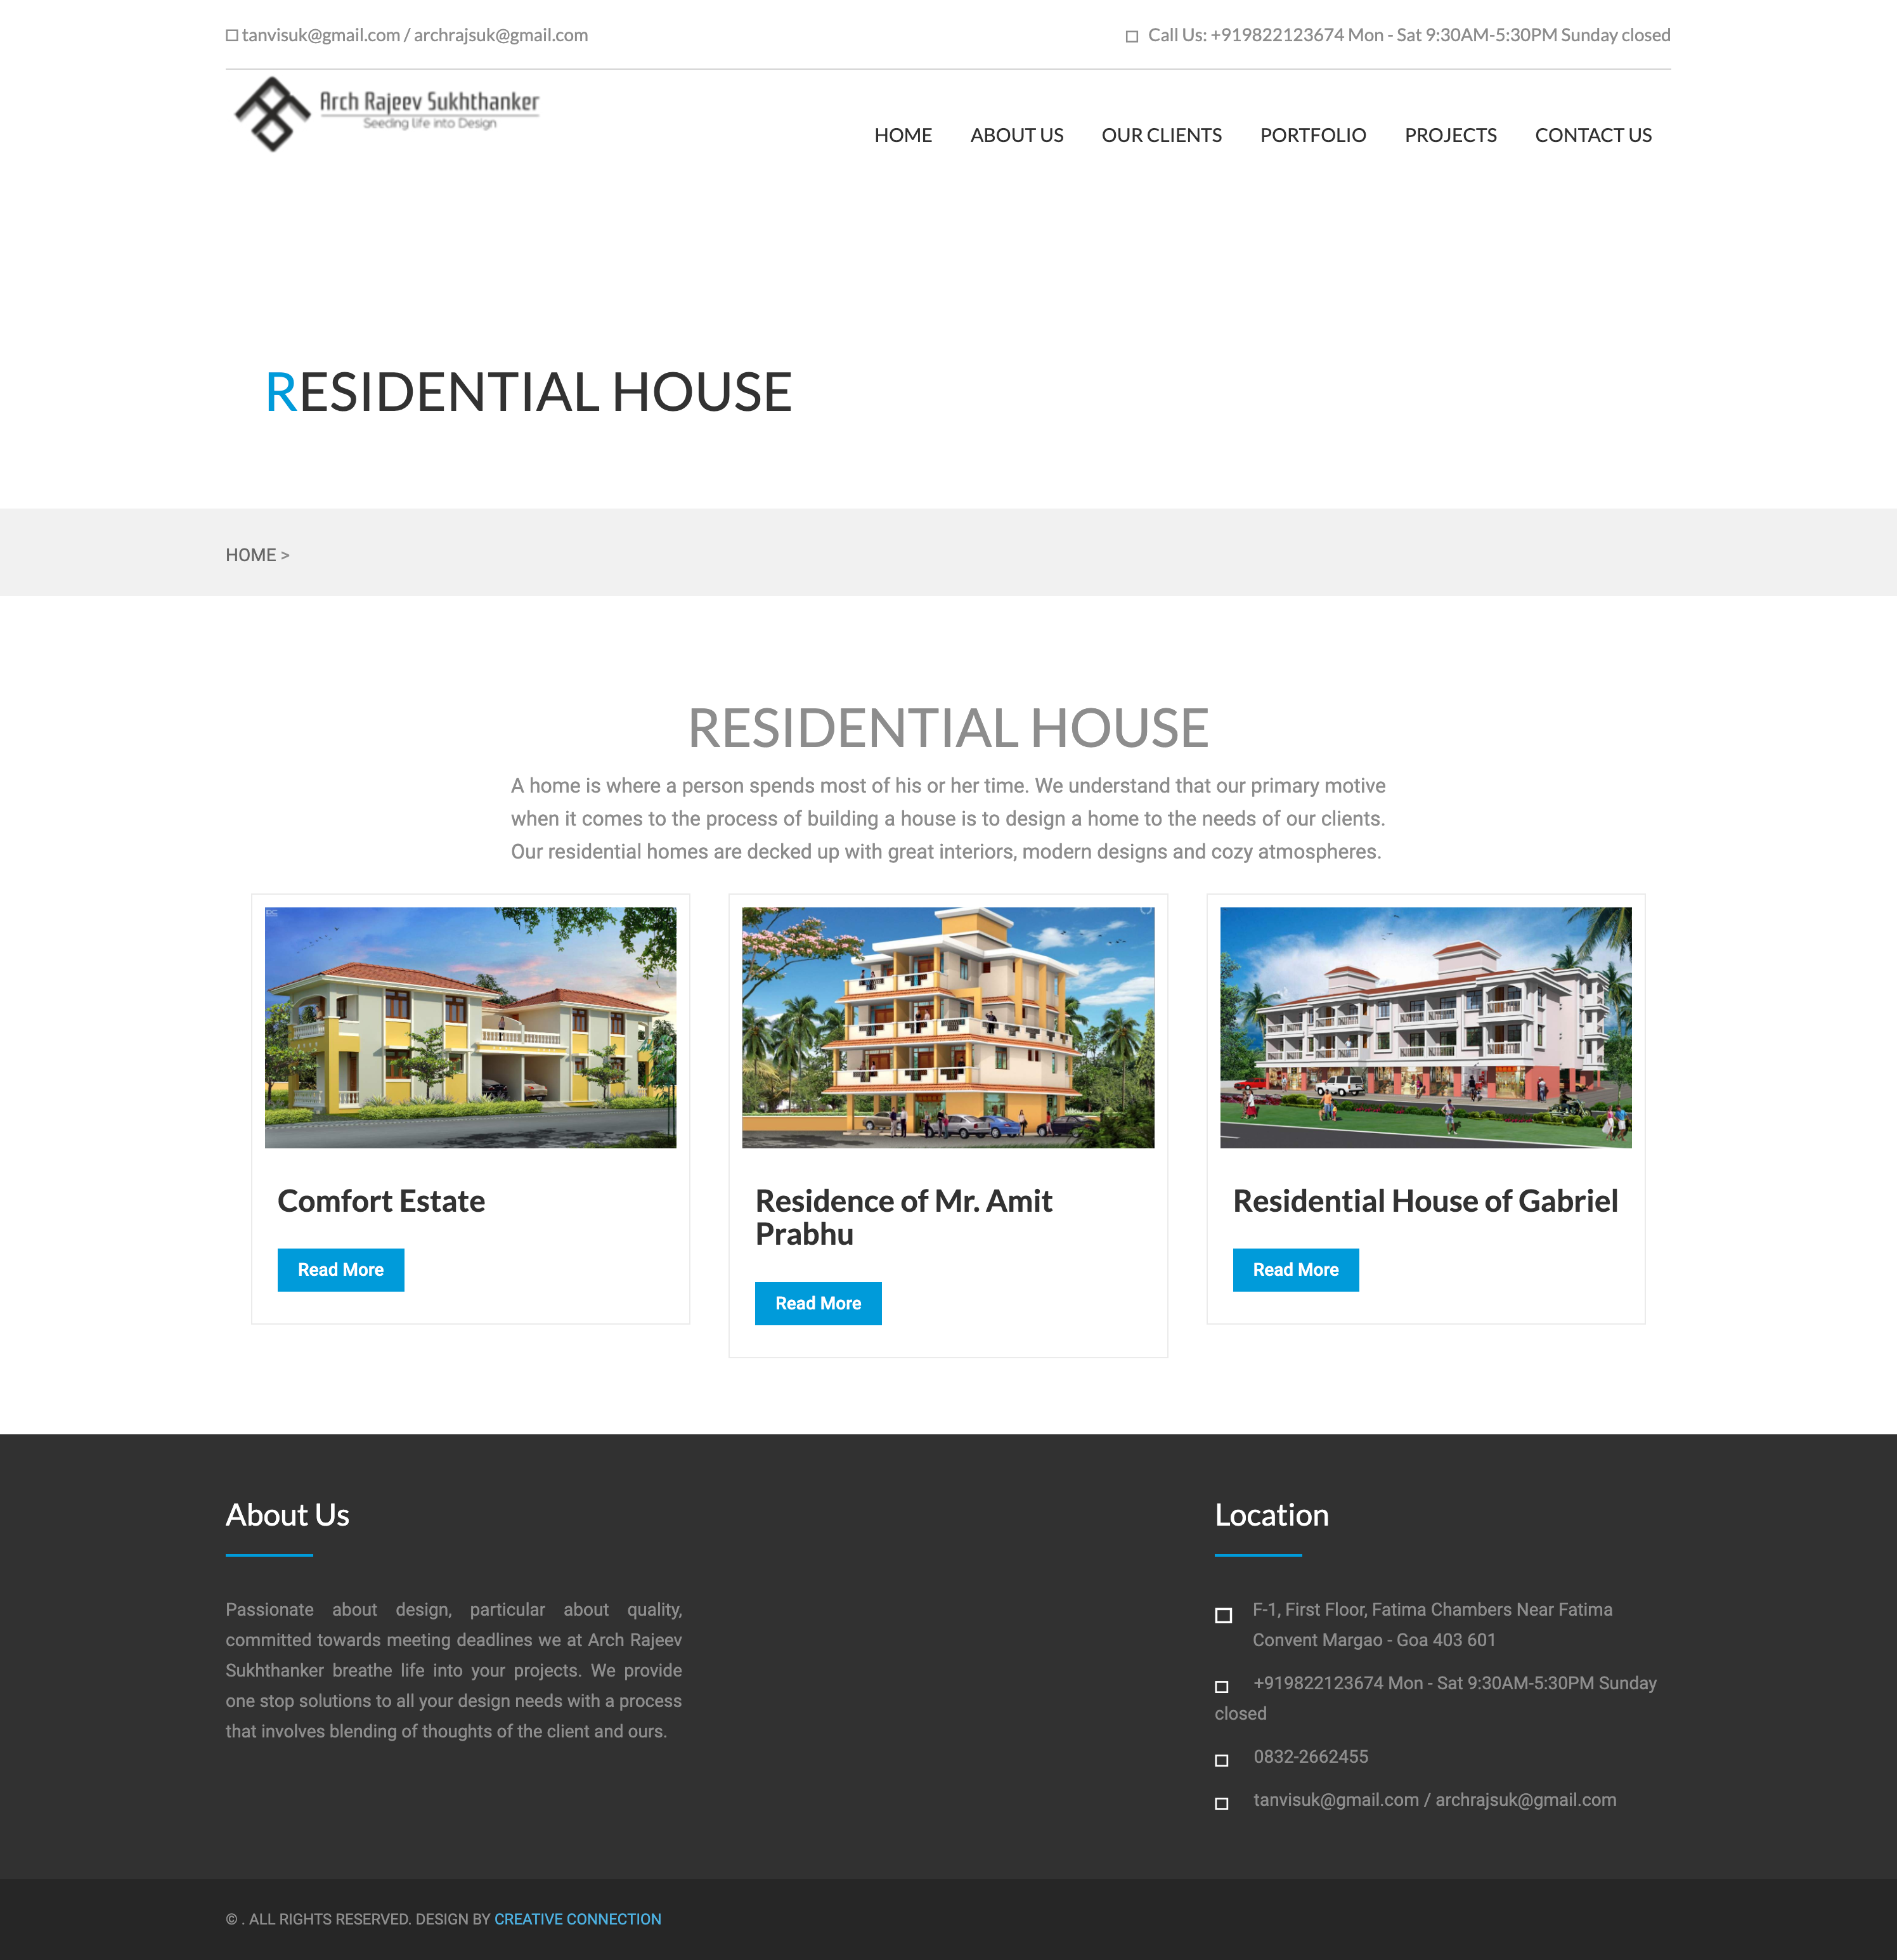 tanvisuk@gmail.com / archrajsuk@gmail.com
Call Us: +919822123674 Mon - Sat 9:30AM-5:30PM Sunday closed
Arch Rajeev Sukhthanker
Seeding life into Design
HOME ABOUT US OUR CLIENTS PORTFOLIO PROJECTS CONTACT US
RESIDENTIAL HOUSE
HOME >
RESIDENTIAL HOUSE
A home is where a person spends most of his or her time. We understand that our primary motive
when it comes to the process of building a house is to design a home to the needs of our clients.
Our residential homes are decked up with great interiors, modern designs and cozy atmospheres.
Comfort Estate
Read More
Residence of Mr. Amit
Prabhu
Read More
Residential House of Gabriel
Read More
About Us
Passionate about design, particular about quality,
committed towards meeting deadlines we at Arch Rajeev
Sukhthanker breathe life into your projects. We provide
one stop solutions to all your design needs with a process
that involves blending of thoughts of the client and ours.
Location
F-1, First Floor, Fatima Chambers Near Fatima
Convent Margao - Goa 403 601
+919822123674 Mon - Sat 9:30AM-5:30PM Sunday
closed
0832-2662455
tanvisuk@gmail.com / archrajsuk@gmail.com
© . ALL RIGHTS RESERVED. DESIGN BY CREATIVE CONNECTION